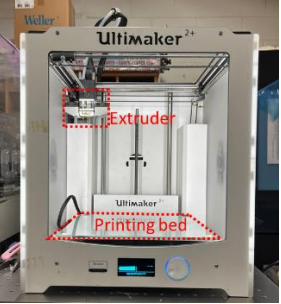 Weller
Ultimaker 2+
Extruder
Ultimaker
Printing bed